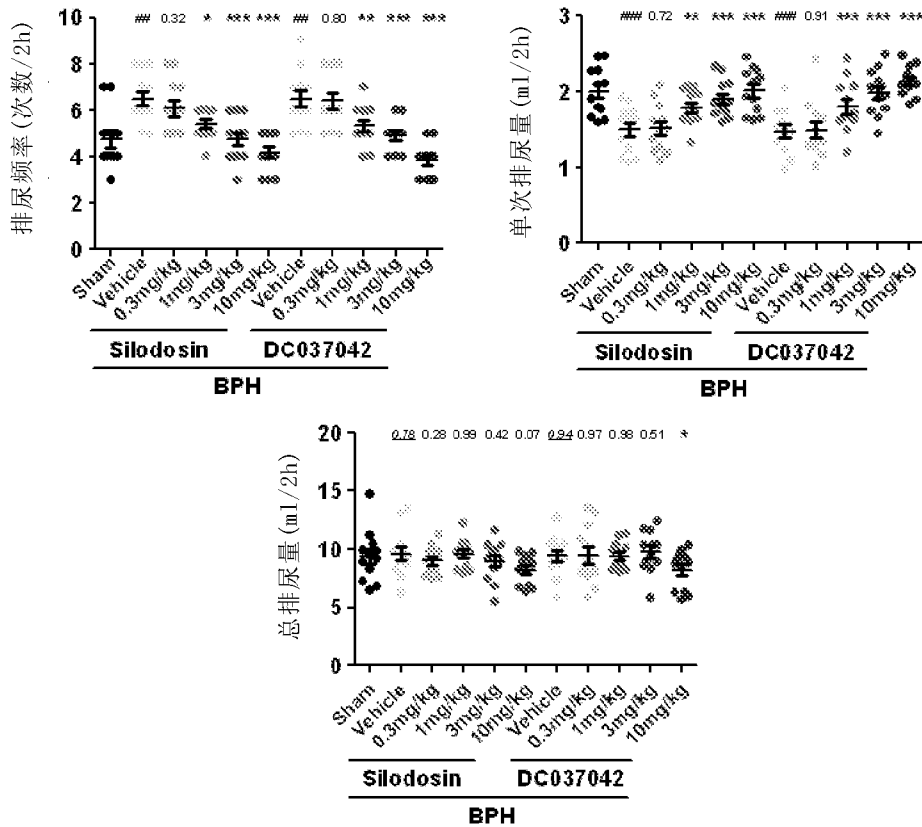 排尿频率(次数/2h)
10
8
6
4
2
0
## 0.32 * *** *** ## 0.80 ** *** ***
Sham
Vehicle
0.3mg/kg
1mg/kg
3mg/kg
10mg/kg
Vehicle
0.3mg/kg
1mg/kg
3mg/kg
10mg/kg
Silodosin DC037042
BPH
单次排尿量(ml/2h)
3
2
1
0
0.72 ** *** *** 0.91 ** *** ***
Sham
Vehicle
0.3mg/kg
1mg/kg
3mg/kg
10mg/kg
Vehicle
0.3mg/kg
1mg/kg
3mg/kg
10mg/kg
Silodosin DC037042
BPH
总排尿量(ml/2h)
20
15
10
5
0
0.78 0.28 0.99 0.42 0.07 0.94 0.97 0.98 0.51 *
Sham
Vehicle
0.3mg/kg
1mg/kg
3mg/kg
10mg/kg
Vehicle
0.3mg/kg
1mg/kg
3mg/kg
10mg/kg
Silodosin DC037042
BPH